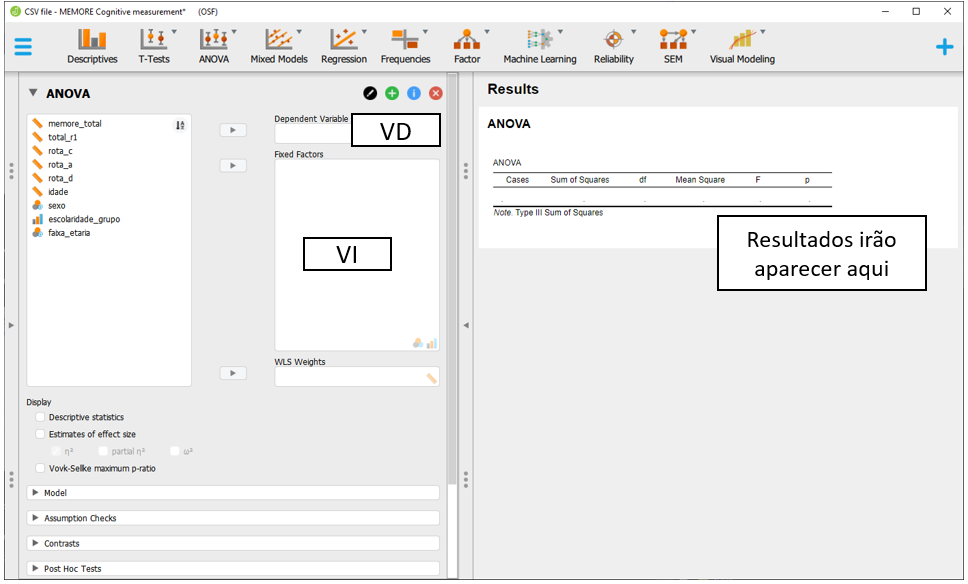 CSV file - MEMORE Cognitive measurement* (OSF)
Descriptives T-Tests ANOVA Mixed Models Regression Frequencies Factor Machine Learning Reliability SEM Visual Modeling
ANOVA
memore_total
total_r1
rota_c
rota_a
rota_d
idade
sexo
escolaridade_grupo
faixa_etaria
Dependent Variable
VD
Fixed Factors
VI
WLS Weights
Display
Descriptive statistics
Estimates of effect size
η² partial η² ω²
Vovk-Sellke maximum p-ratio
Model
Assumption Checks
Contrasts
Post Hoc Tests
Results
ANOVA
ANOVA
Cases Sum of Squares df Mean Square F p
. . . . . .
Note. Type III Sum of Squares
Resultados irão
aparecer aqui